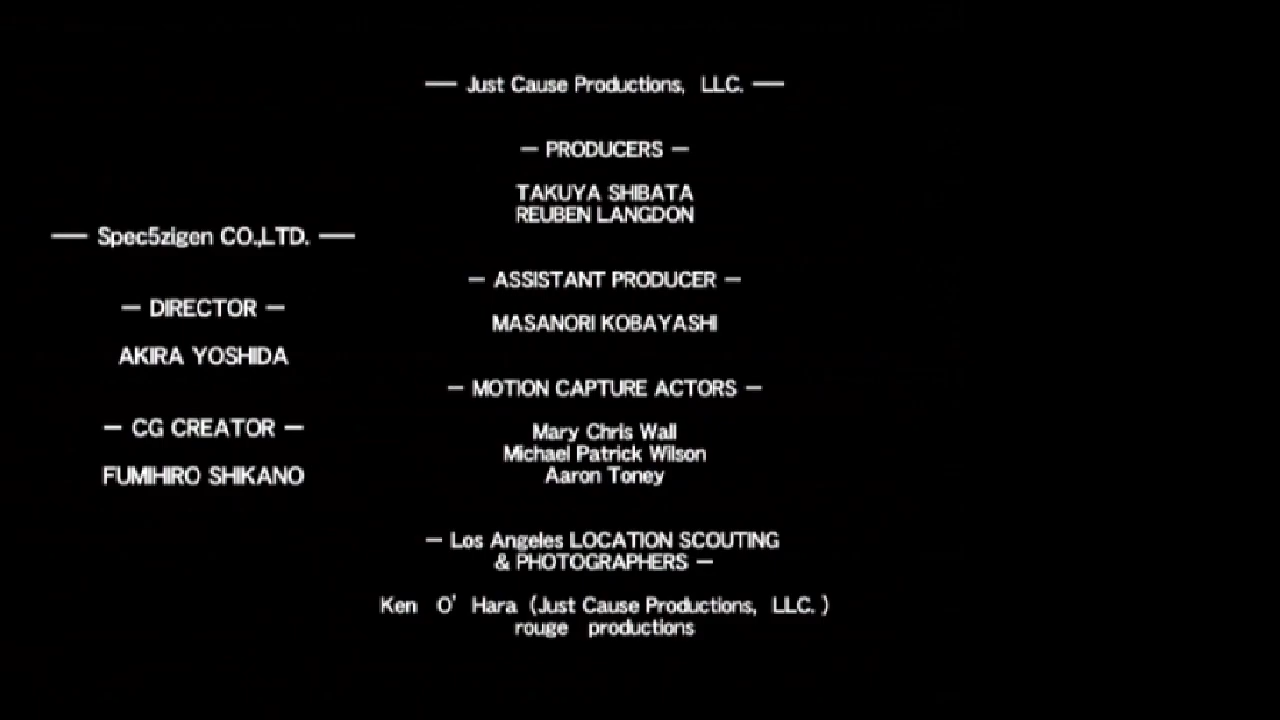 — Spec5zigen CO.,LTD. —
— DIRECTOR —
AKIRA YOSHIDA
— CG CREATOR —
FUMIHIRO SHIKANO
— Just Cause Productions, LLC. —
— PRODUCERS —
TAKUYA SHIBATA
REUBEN LANGDON
— ASSISTANT PRODUCER —
MASANORI KOBAYASHI
— MOTION CAPTURE ACTORS —
Mary Chris Wall
Michael Patrick Wilson
Aaron Toney
— Los Angeles LOCATION SCOUTING
& PHOTOGRAPHERS —
Ken O' Hara (Just Cause Productions, LLC. )
rouge productions